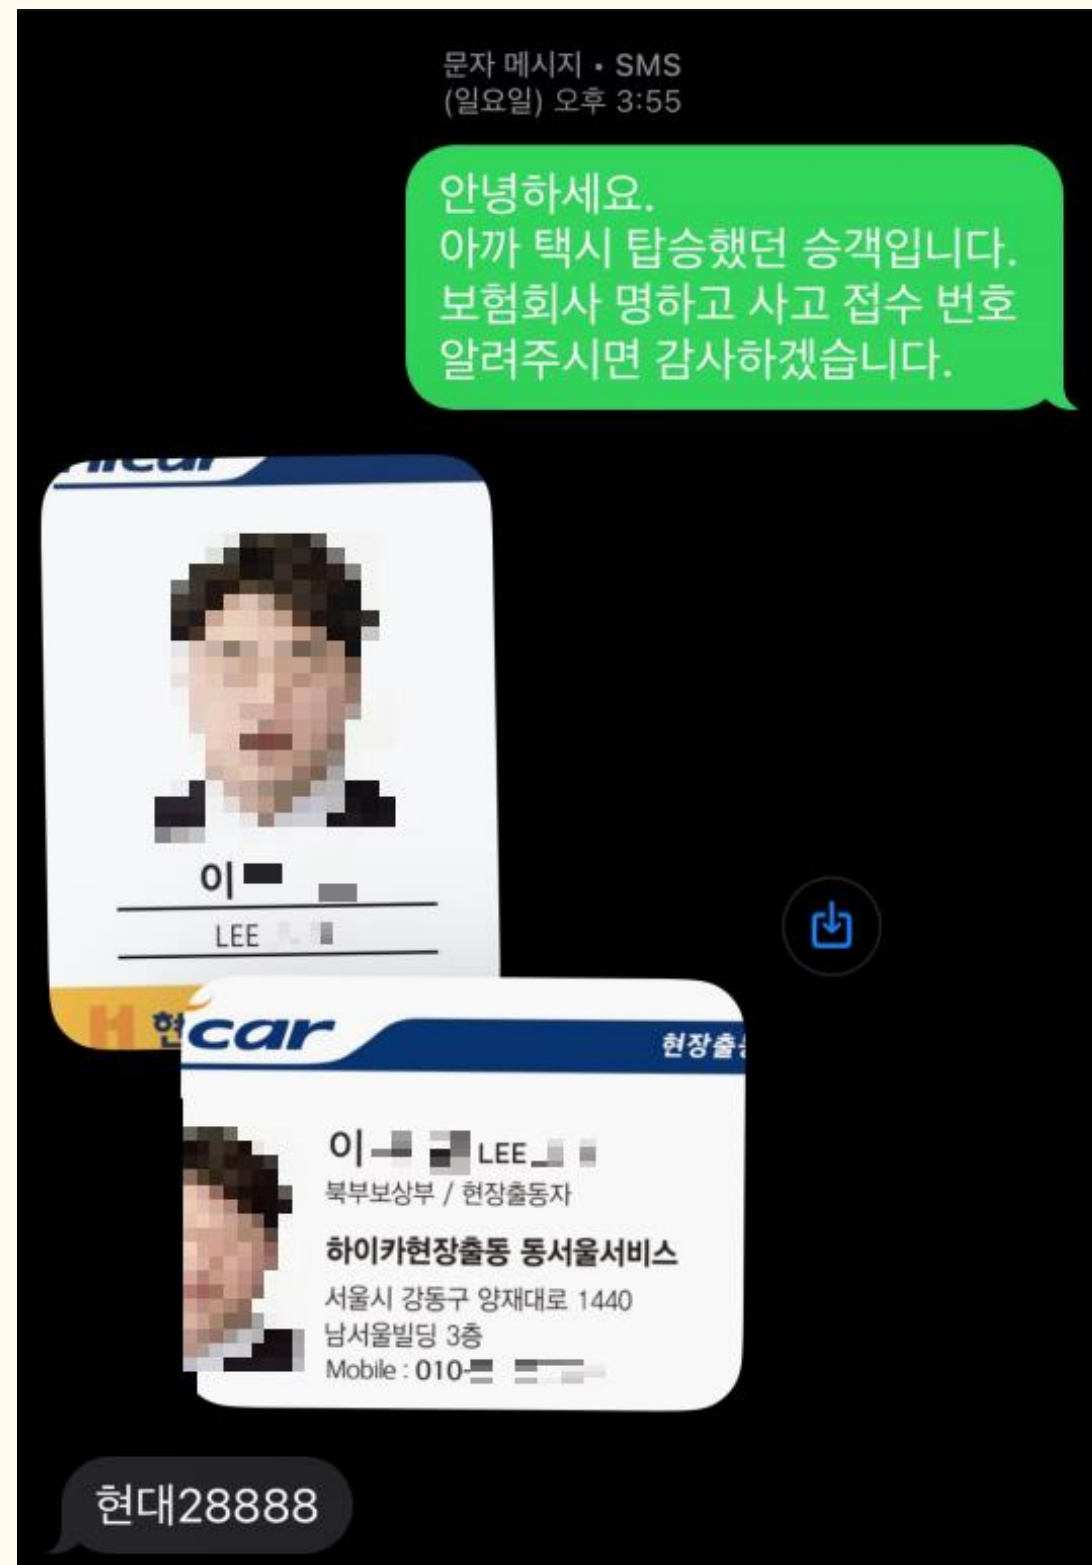 문자 메시지 • SMS
(일요일) 오후 3:55
안녕하세요.
아까 택시 탑승했던 승객입니다.
보험회사 명하고 사고 접수 번호
알려주시면 감사하겠습니다.
이
LEE
H 현
car
현장출
이 LEE
북부보상부 / 현장출동자
하이카현장출동 동서울서비스
서울시 강동구 양재대로 1440
남서울빌딩 3층
Mobile : 010-
현대28888